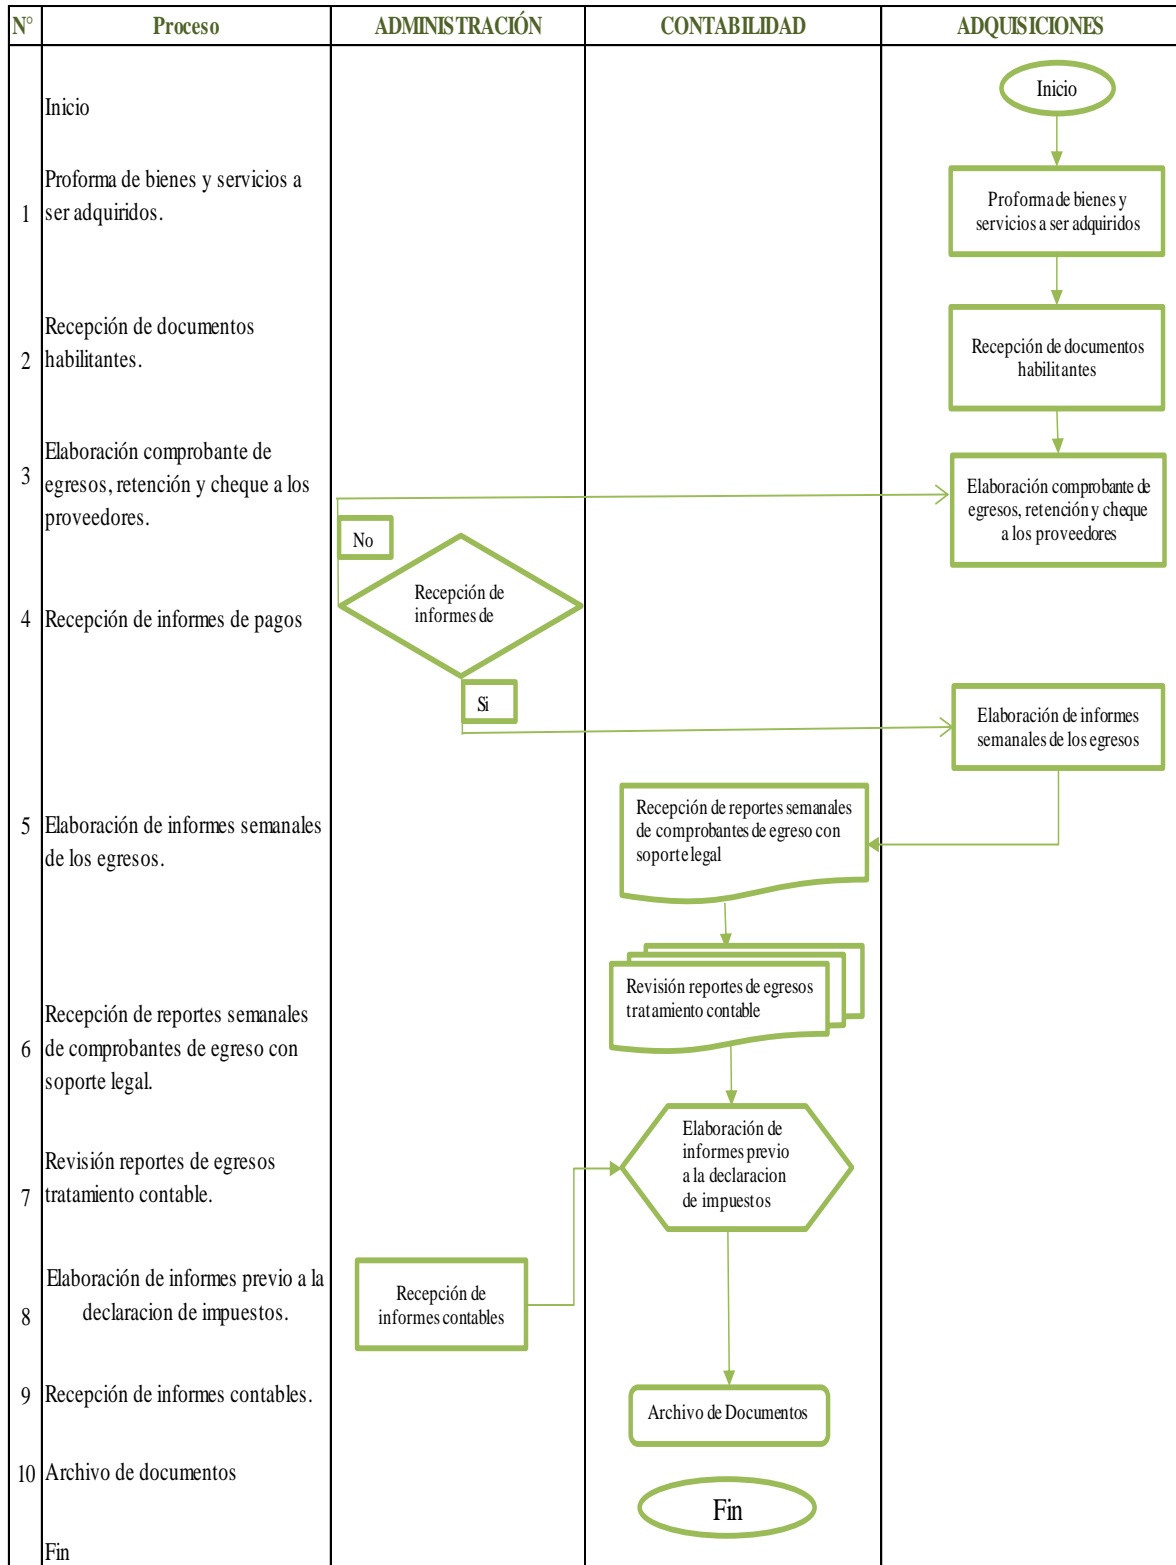 N° Proceso ADMINISTRACIÓN CONTABILIDAD ADQUISICIONES
Inicio
Inicio
Proforma de bienes y servicios a
1 ser adquiridos.
Proforma de bienes y
servicios a ser adquiridos
Recepción de documentos
2 habilitantes.
Recepción de documentos
habilitantes
Elaboración comprobante de
3 egresos, retención y cheque a los
proveedores.
Elaboración comprobante de
egresos, retención y cheque
a los proveedores
No
Recepción de
informes de
4 Recepción de informes de pagos
Si
Elaboración de informes
semanales de los egresos
5 Elaboración de informes semanales
de los egresos.
Recepción de reportes semanales
de comprobantes de egreso con
soporte legal
Revisión reportes de egresos
tratamiento contable
Recepción de reportes semanales
6 de comprobantes de egreso con
soporte legal.
Elaboración de
informes previo
a la declaracion
de impuestos
Revisión reportes de egresos
7 tratamiento contable.
Elaboración de informes previo a la
8 declaracion de impuestos.
Recepción de
informes contables
9 Recepción de informes contables.
Archivo de Documentos
10 Archivo de documentos
Fin
Fin